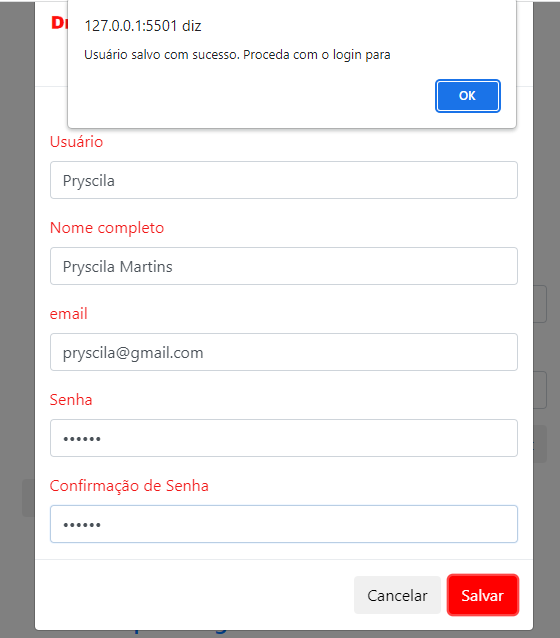 127.0.0.1:5501 diz
Usuário salvo com sucesso. Proceda com o login para
OK
Usuário
Pryscila
Nome completo
Pryscila Martins
email
pryscila@gmail.com
Senha
••••••
Confirmação de Senha
••••••
Cancelar
Salvar